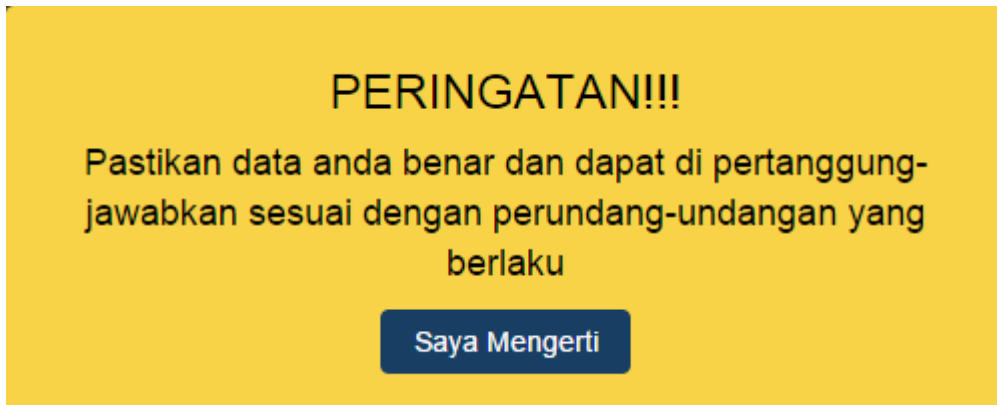 PERINGATAN!!!
Pastikan data anda benar dan dapat di pertanggung-
jawabkan sesuai dengan perundang-undangan yang
berlaku
Saya Mengerti